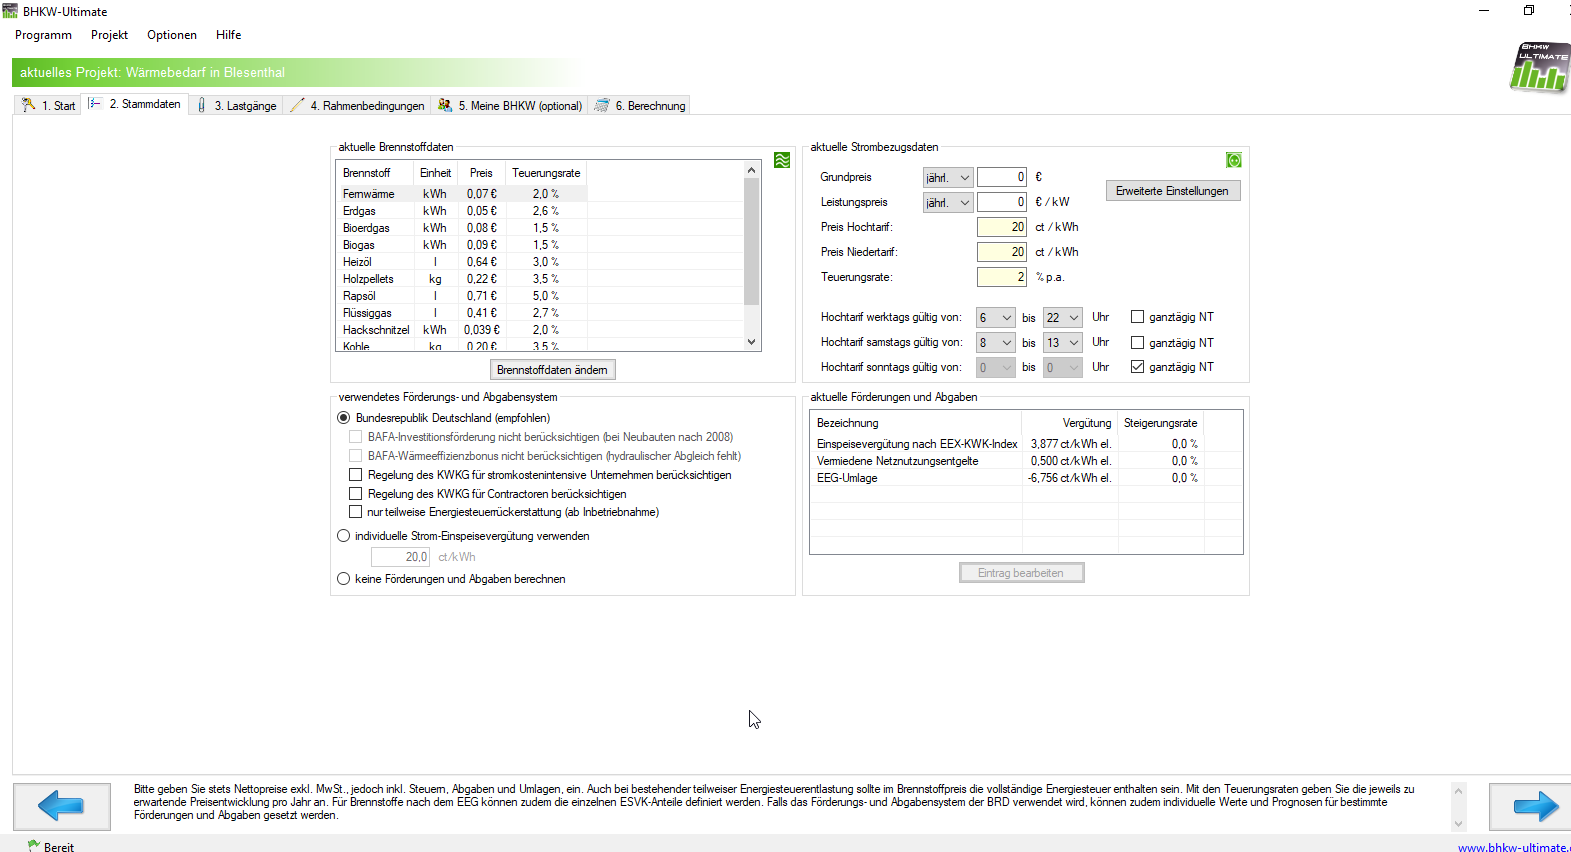 BHKW-Ultimate
Programm Projekt Optionen Hilfe
BHKW
ULTIMATE
aktuelles Projekt: Wärmebedarf in Blesenthal
1. Start 2. Stammdaten 3. Lastgänge 4. Rahmenbedingungen 5. Meine BHKW (optional) 6. Berechnung
aktuelle Brennstoffdaten
Brennstoff Einheit Preis Teuerungsrate
Fernwärme kWh 0,07 € 2,0 %
Erdgas kWh 0,05 € 2,6 %
Bioerdgas kWh 0,08 € 1,5 %
Biogas kWh 0,09 € 1,5 %
Heizöl l 0,64 € 3,0 %
Holzpellets kg 0,22 € 3,5 %
Rapsöl l 0,71 € 5,0 %
Flüssiggas l 0,41 € 2,7 %
Hackschnitzel kWh 0,039 € 2,0 %
Kohle kg 0,20 € 3,5 %
Brennstoffdaten ändern
aktuelle Strombezugsdaten
Grundpreis jährl. 0 €
Erweiterte Einstellungen
Leistungspreis jährl. 0 € / kW
Preis Hochtarif: 20 ct / kWh
Preis Niedertarif: 20 ct / kWh
Teuerungsrate: 2 % p.a.
Hochtarif werktags gültig von: 6 bis 22 Uhr ganztägig NT
Hochtarif samstags gültig von: 8 bis 13 Uhr ganztägig NT
Hochtarif sonntags gültig von: 0 bis 0 Uhr ganztägig NT
verwendetes Förderungs- und Abgabensystem
Bundesrepublik Deutschland (empfohlen)
BAFA-Investitionsförderung nicht berücksichtigen (bei Neubauten nach 2008)
BAFA-Wärmeeffizienzbonus nicht berücksichtigen (hydraulischer Abgleich fehlt)
Regelung des KWKG für stromkostenintensive Unternehmen berücksichtigen
Regelung des KWKG für Contractoren berücksichtigen
nur teilweise Energiesteuerrückerstattung (ab Inbetriebnahme)
individuelle Strom-Einspeisevergütung verwenden
20,0 ct/kWh
keine Förderungen und Abgaben berechnen
aktuelle Förderungen und Abgaben
Bezeichnung Vergütung Steigerungsrate
Einspeisevergütung nach EEX-KWK-Index 3,877 ct/kWh el. 0,0 %
Vermiedene Netznutzungsentgelte 0,500 ct/kWh el. 0,0 %
EEG-Umlage -6,756 ct/kWh el. 0,0 %
Eintrag bearbeiten
Bitte geben Sie stets Nettopreise exkl. MwSt., jedoch inkl. Steuern, Abgaben und Umlagen, ein. Auch bei bestehender teilweiser Energiesteuerentlastung sollte im Brennstoffpreis die vollständige Energiesteuer enthalten sein. Mit den Teuerungsraten geben Sie die jeweils zu
erwartende Preisentwicklung pro Jahr an. Für Brennstoffe nach dem EEG können zudem die einzelnen ESVK-Anteile definiert werden. Falls das Förderungs- und Abgabensystem der BRD verwendet wird, können zudem individuelle Werte und Prognosen für bestimmte
Förderungen und Abgaben gesetzt werden.
Bereit
www.bhkw-ultimate.